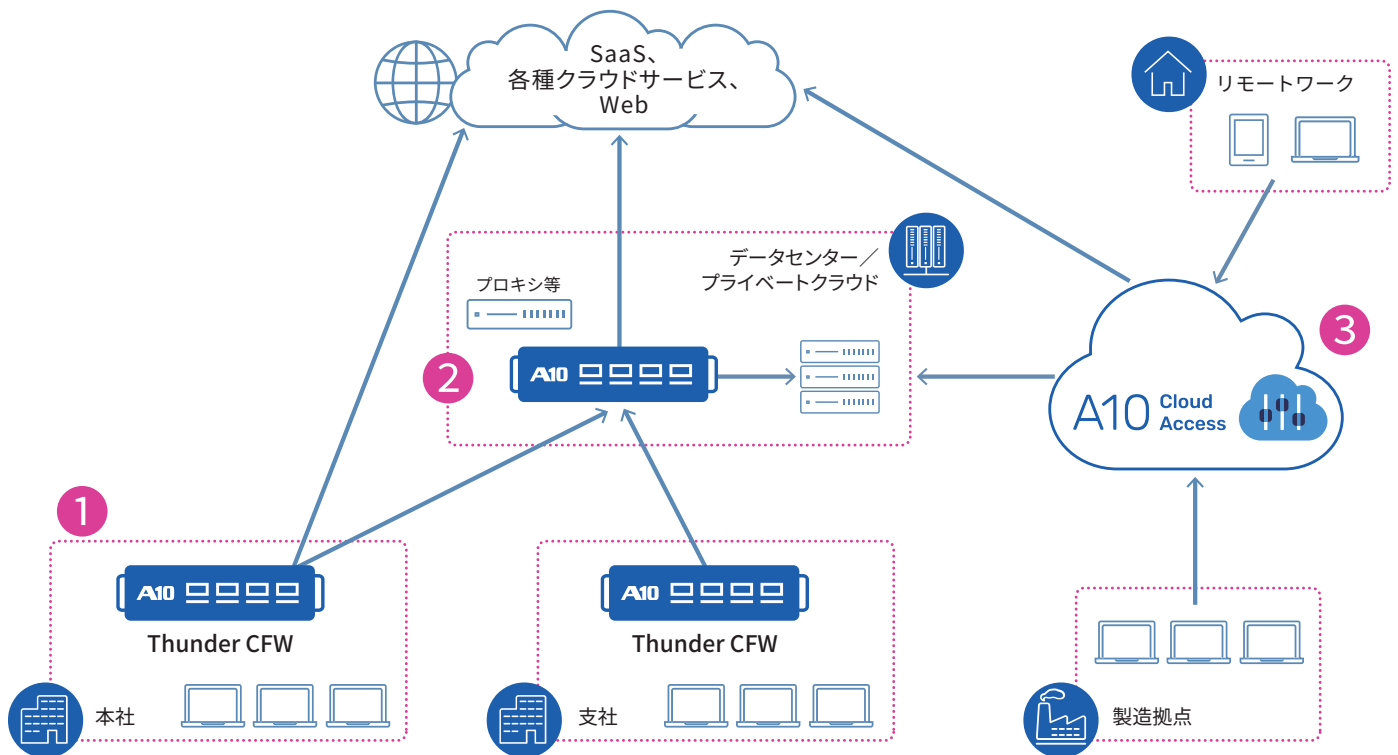 SaaS、
各種クラウドサービス、
Web
リモートワーク
データセンター／
プライベートクラウド
プロキシ等
2
A10
3
A10 Cloud
Access
1
A10
Thunder CFW
本社
A10
Thunder CFW
支社
製造拠点